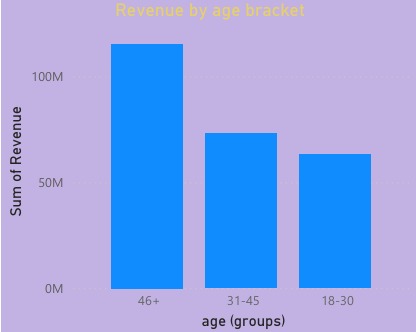 Revenue by age bracket
Sum of Revenue
100M
50M
0M
46+
31-45
18-30
age (groups)